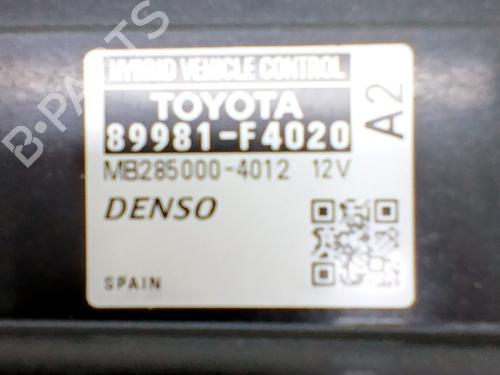 HYBRID VEHICLE CONTROL
TOYOTA
89981-F4020
A2
MB285000-4012 12V
DENSO
SPAIN
B-PARTS